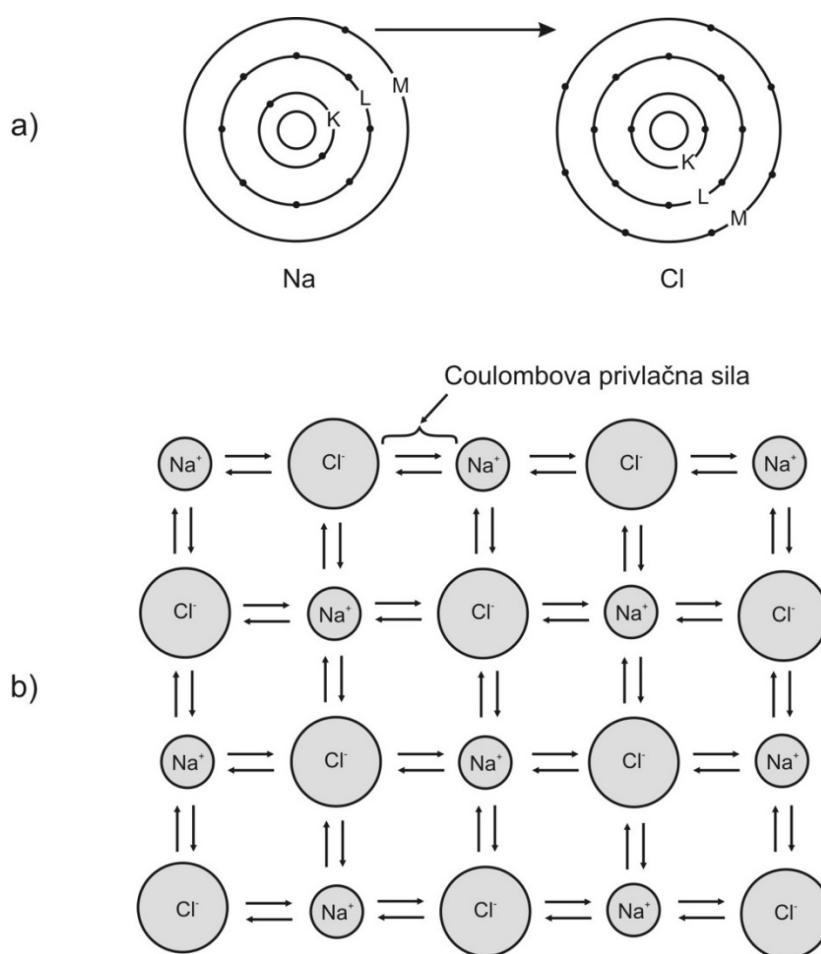 a)
M
L
K
K
L
M
Na
Cl
Coulombova privlačna sila
Na⁺ Cl⁻ Na⁺ Cl⁻ Na⁺
Cl⁻ Na⁺ Cl⁻ Na⁺ Cl⁻
b)
Na⁺ Cl⁻ Na⁺ Cl⁻ Na⁺
Cl⁻ Na⁺ Cl⁻ Na⁺ Cl⁻